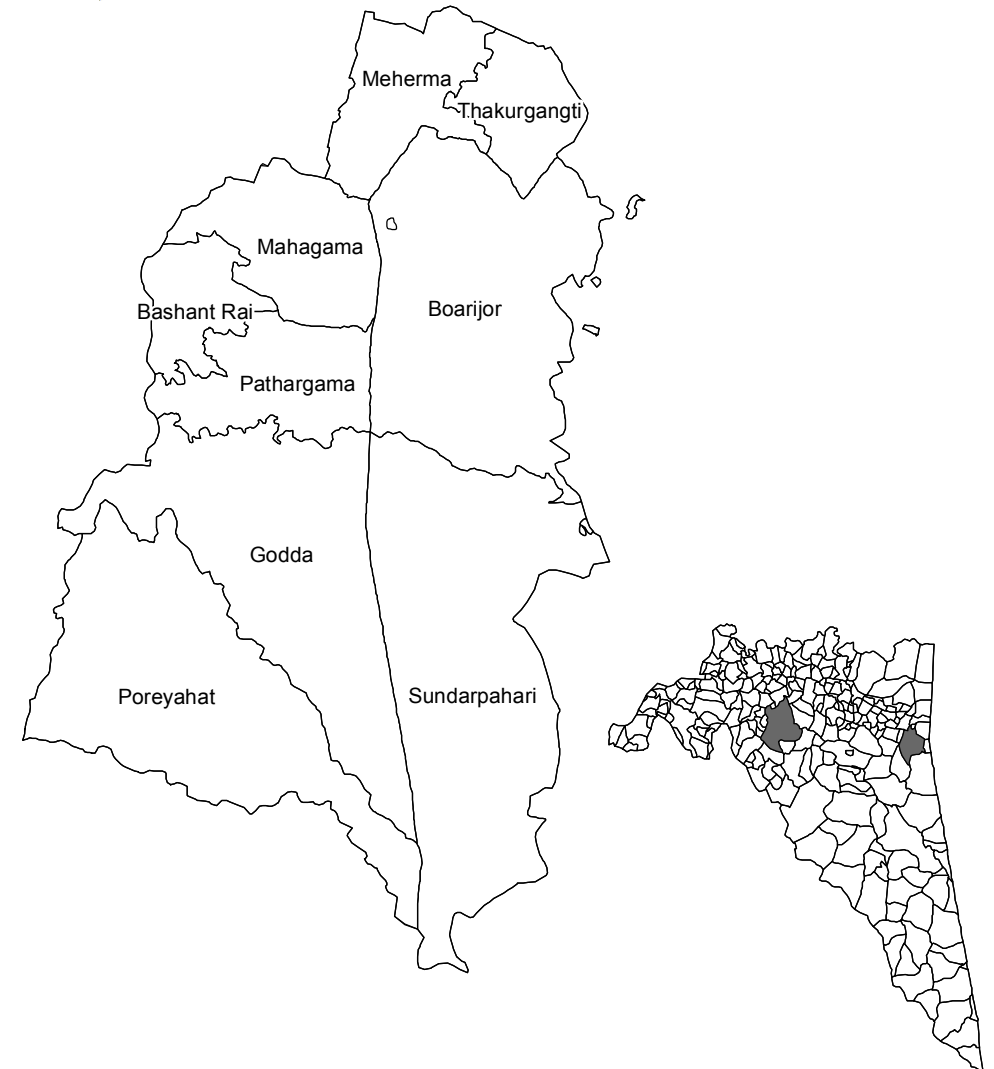 Meherma
Thakurgangti
Mahagama
Boarijor
Bashant Rai
Pathargama
Godda
Poreyahat
Sundarpahari